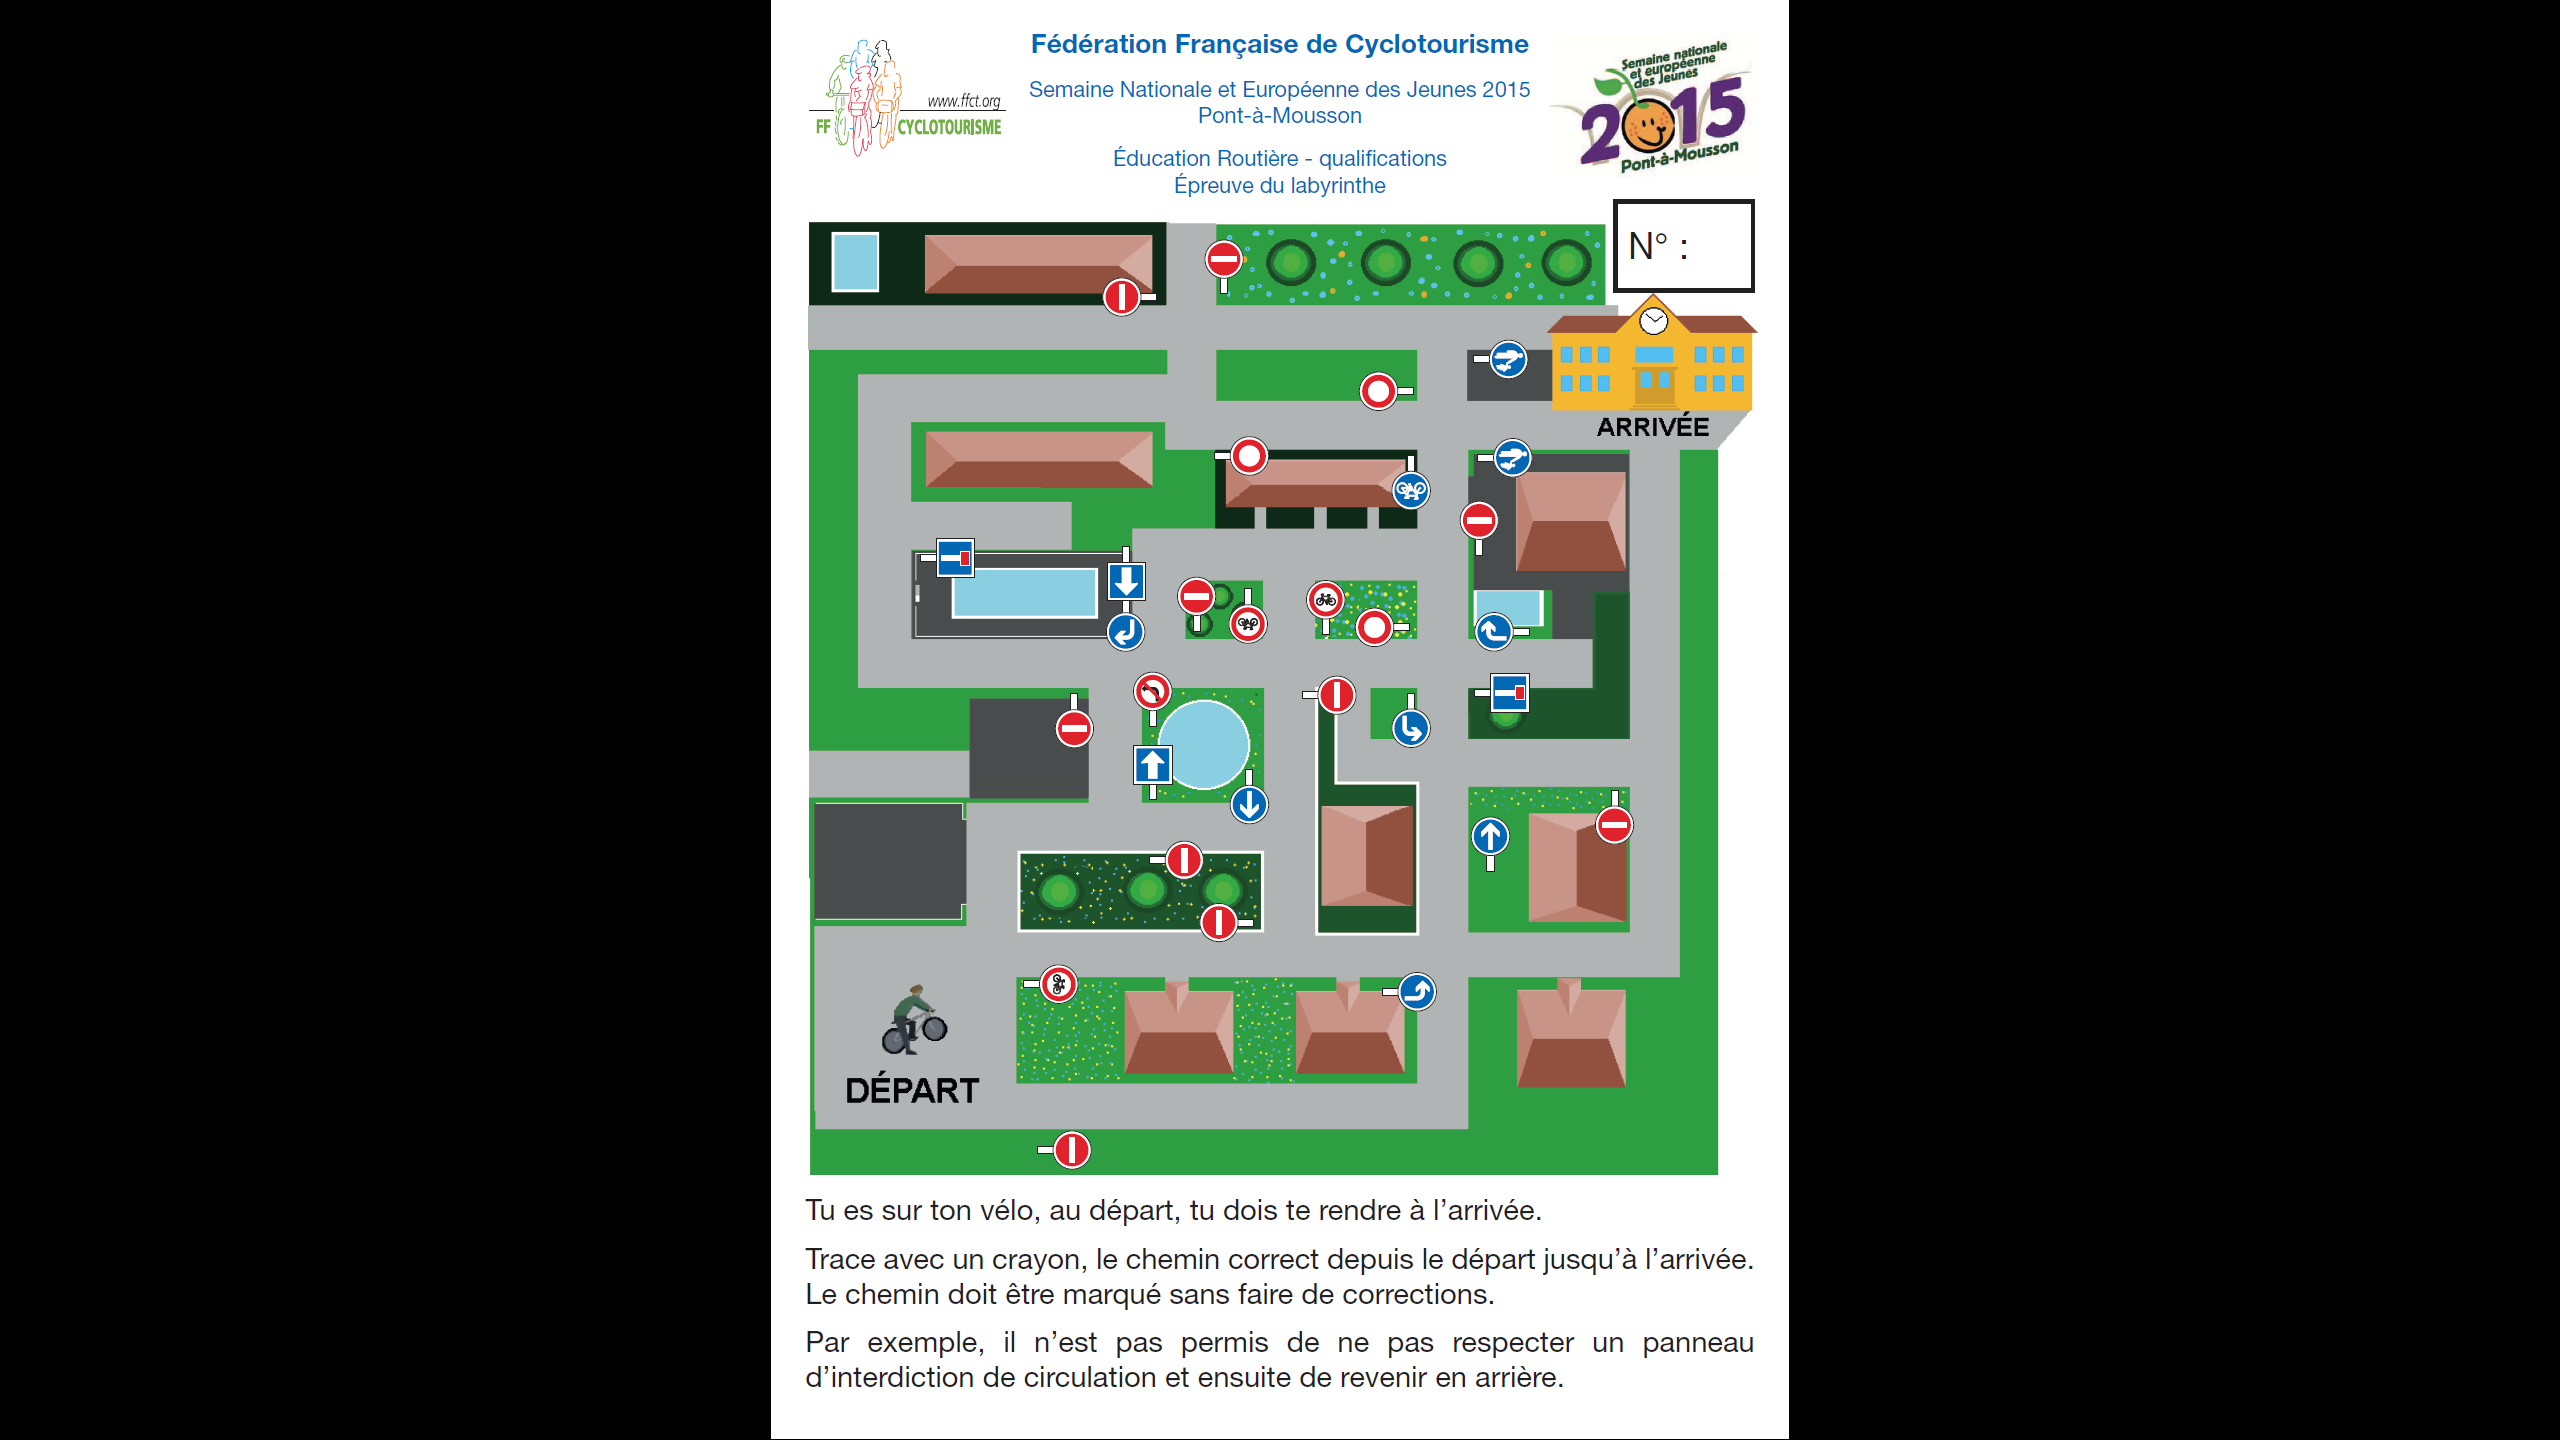 Fédération Française de Cyclotourisme
Semaine Nationale et Européenne des Jeunes 2015
Pont-à-Mousson
Éducation Routière - qualifications
Épreuve du labyrinthe
www.ffct.org
FF CYCLOTOURISME
Semaine nationale
et européenne
des Jeunes
2015
Pont-à-Mousson
N° :
ARRIVÉE
DÉPART
Tu es sur ton vélo, au départ, tu dois te rendre à l’arrivée.
Trace avec un crayon, le chemin correct depuis le départ jusqu’à l’arrivée.
Le chemin doit être marqué sans faire de corrections.
Par exemple, il n’est pas permis de ne pas respecter un panneau
d’interdiction de circulation et ensuite de revenir en arrière.